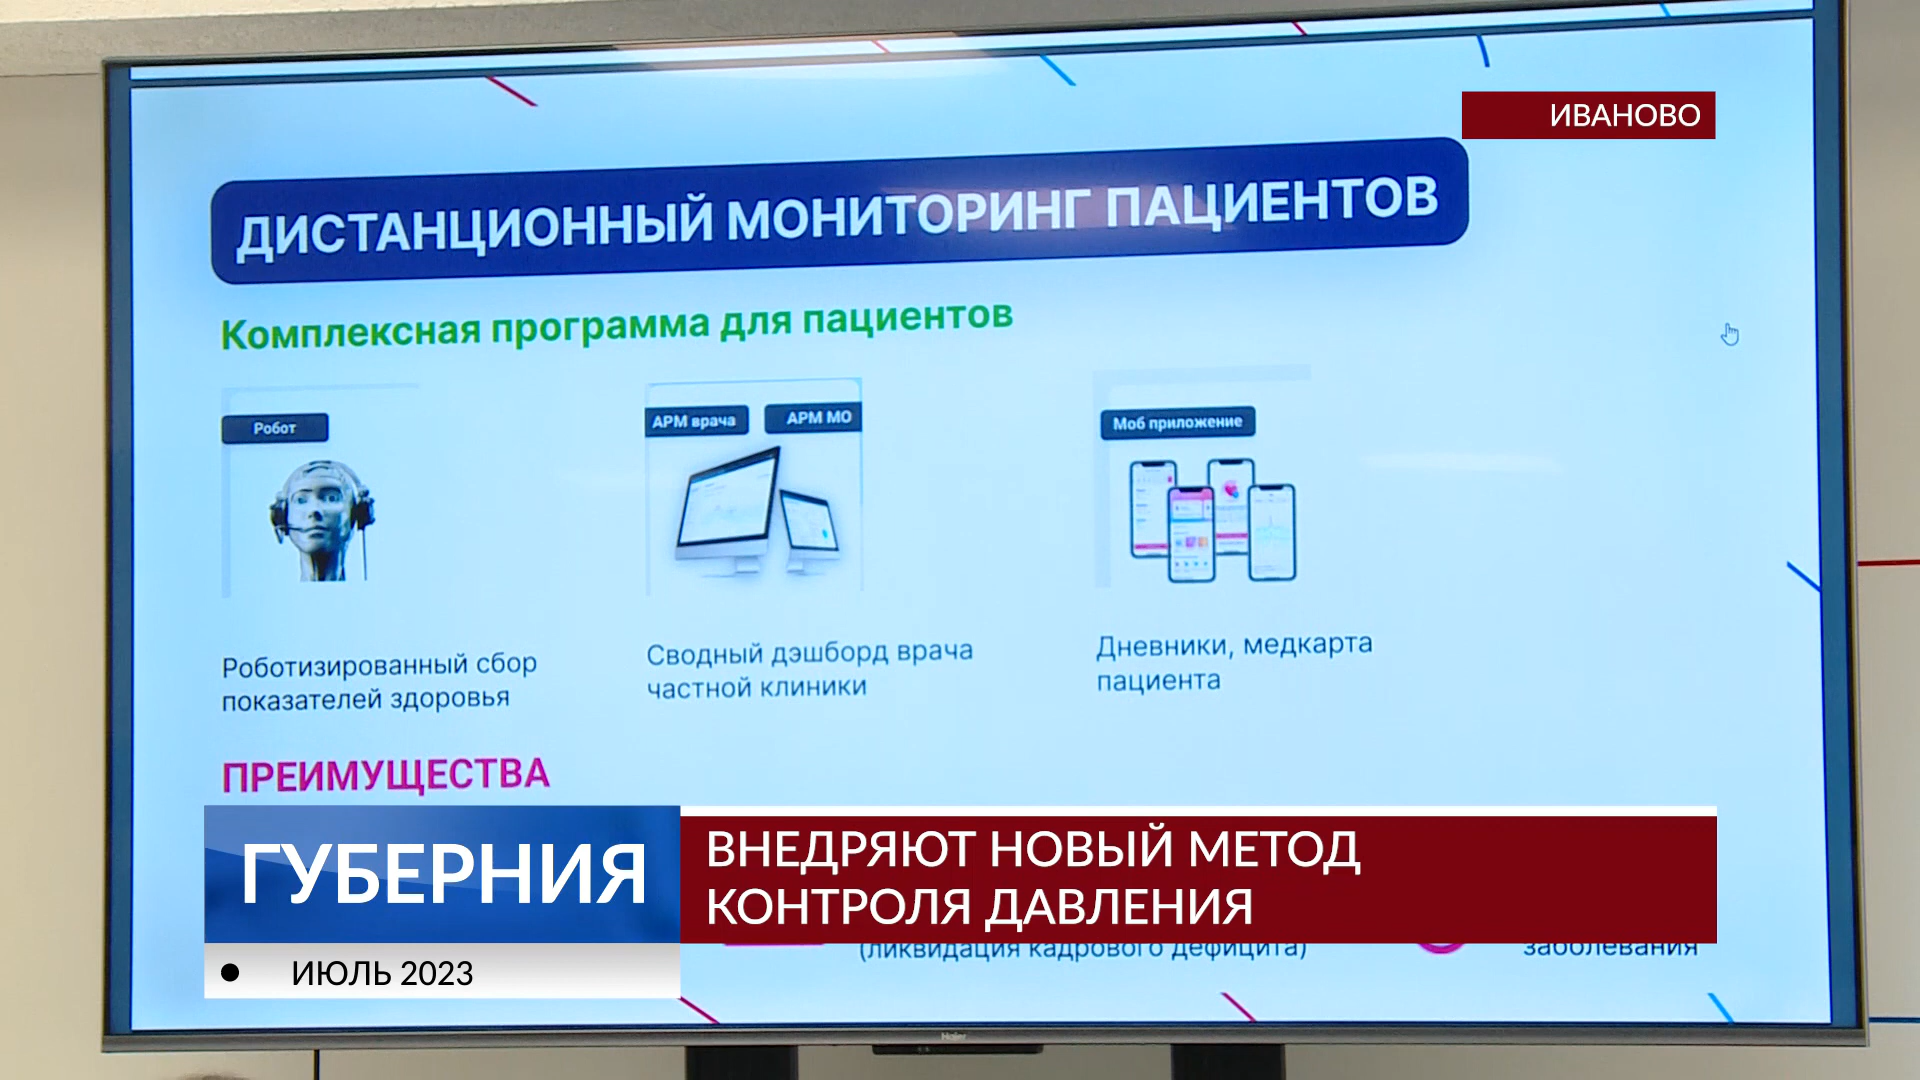 ИВАНОВО
ДИСТАНЦИОННЫЙ МОНИТОРИНГ ПАЦИЕНТОВ
Комплексная программа для пациентов
Робот
АРМ врача
АРМ МО
Моб приложение
Роботизированный сбор
показателей здоровья
Сводный дэшборд врача
частной клиники
Дневники, медкарта
пациента
ПРЕИМУЩЕСТВА
ГУБЕРНИЯ
ВНЕДРЯЮТ НОВЫЙ МЕТОД
КОНТРОЛЯ ДАВЛЕНИЯ
(ликвидация кадрового дефицита)
заболевания
ИЮЛЬ 2023
Haier